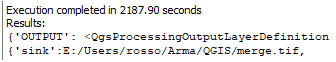 Execution completed in 2187.90 seconds
Results:
{'OUTPUT': <QgsProcessingOutputLayerDefinition
{'sink':E:/Users/rosso/Arma/QGIS/merge.tif,